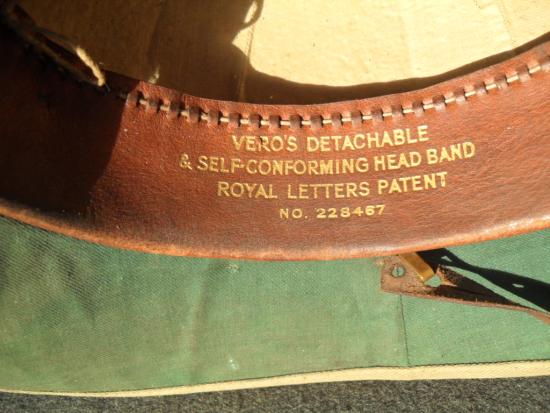 VERO'S DETACHABLE
& SELF-CONFORMING HEAD BAND
ROYAL LETTERS PATENT
NO. 228467